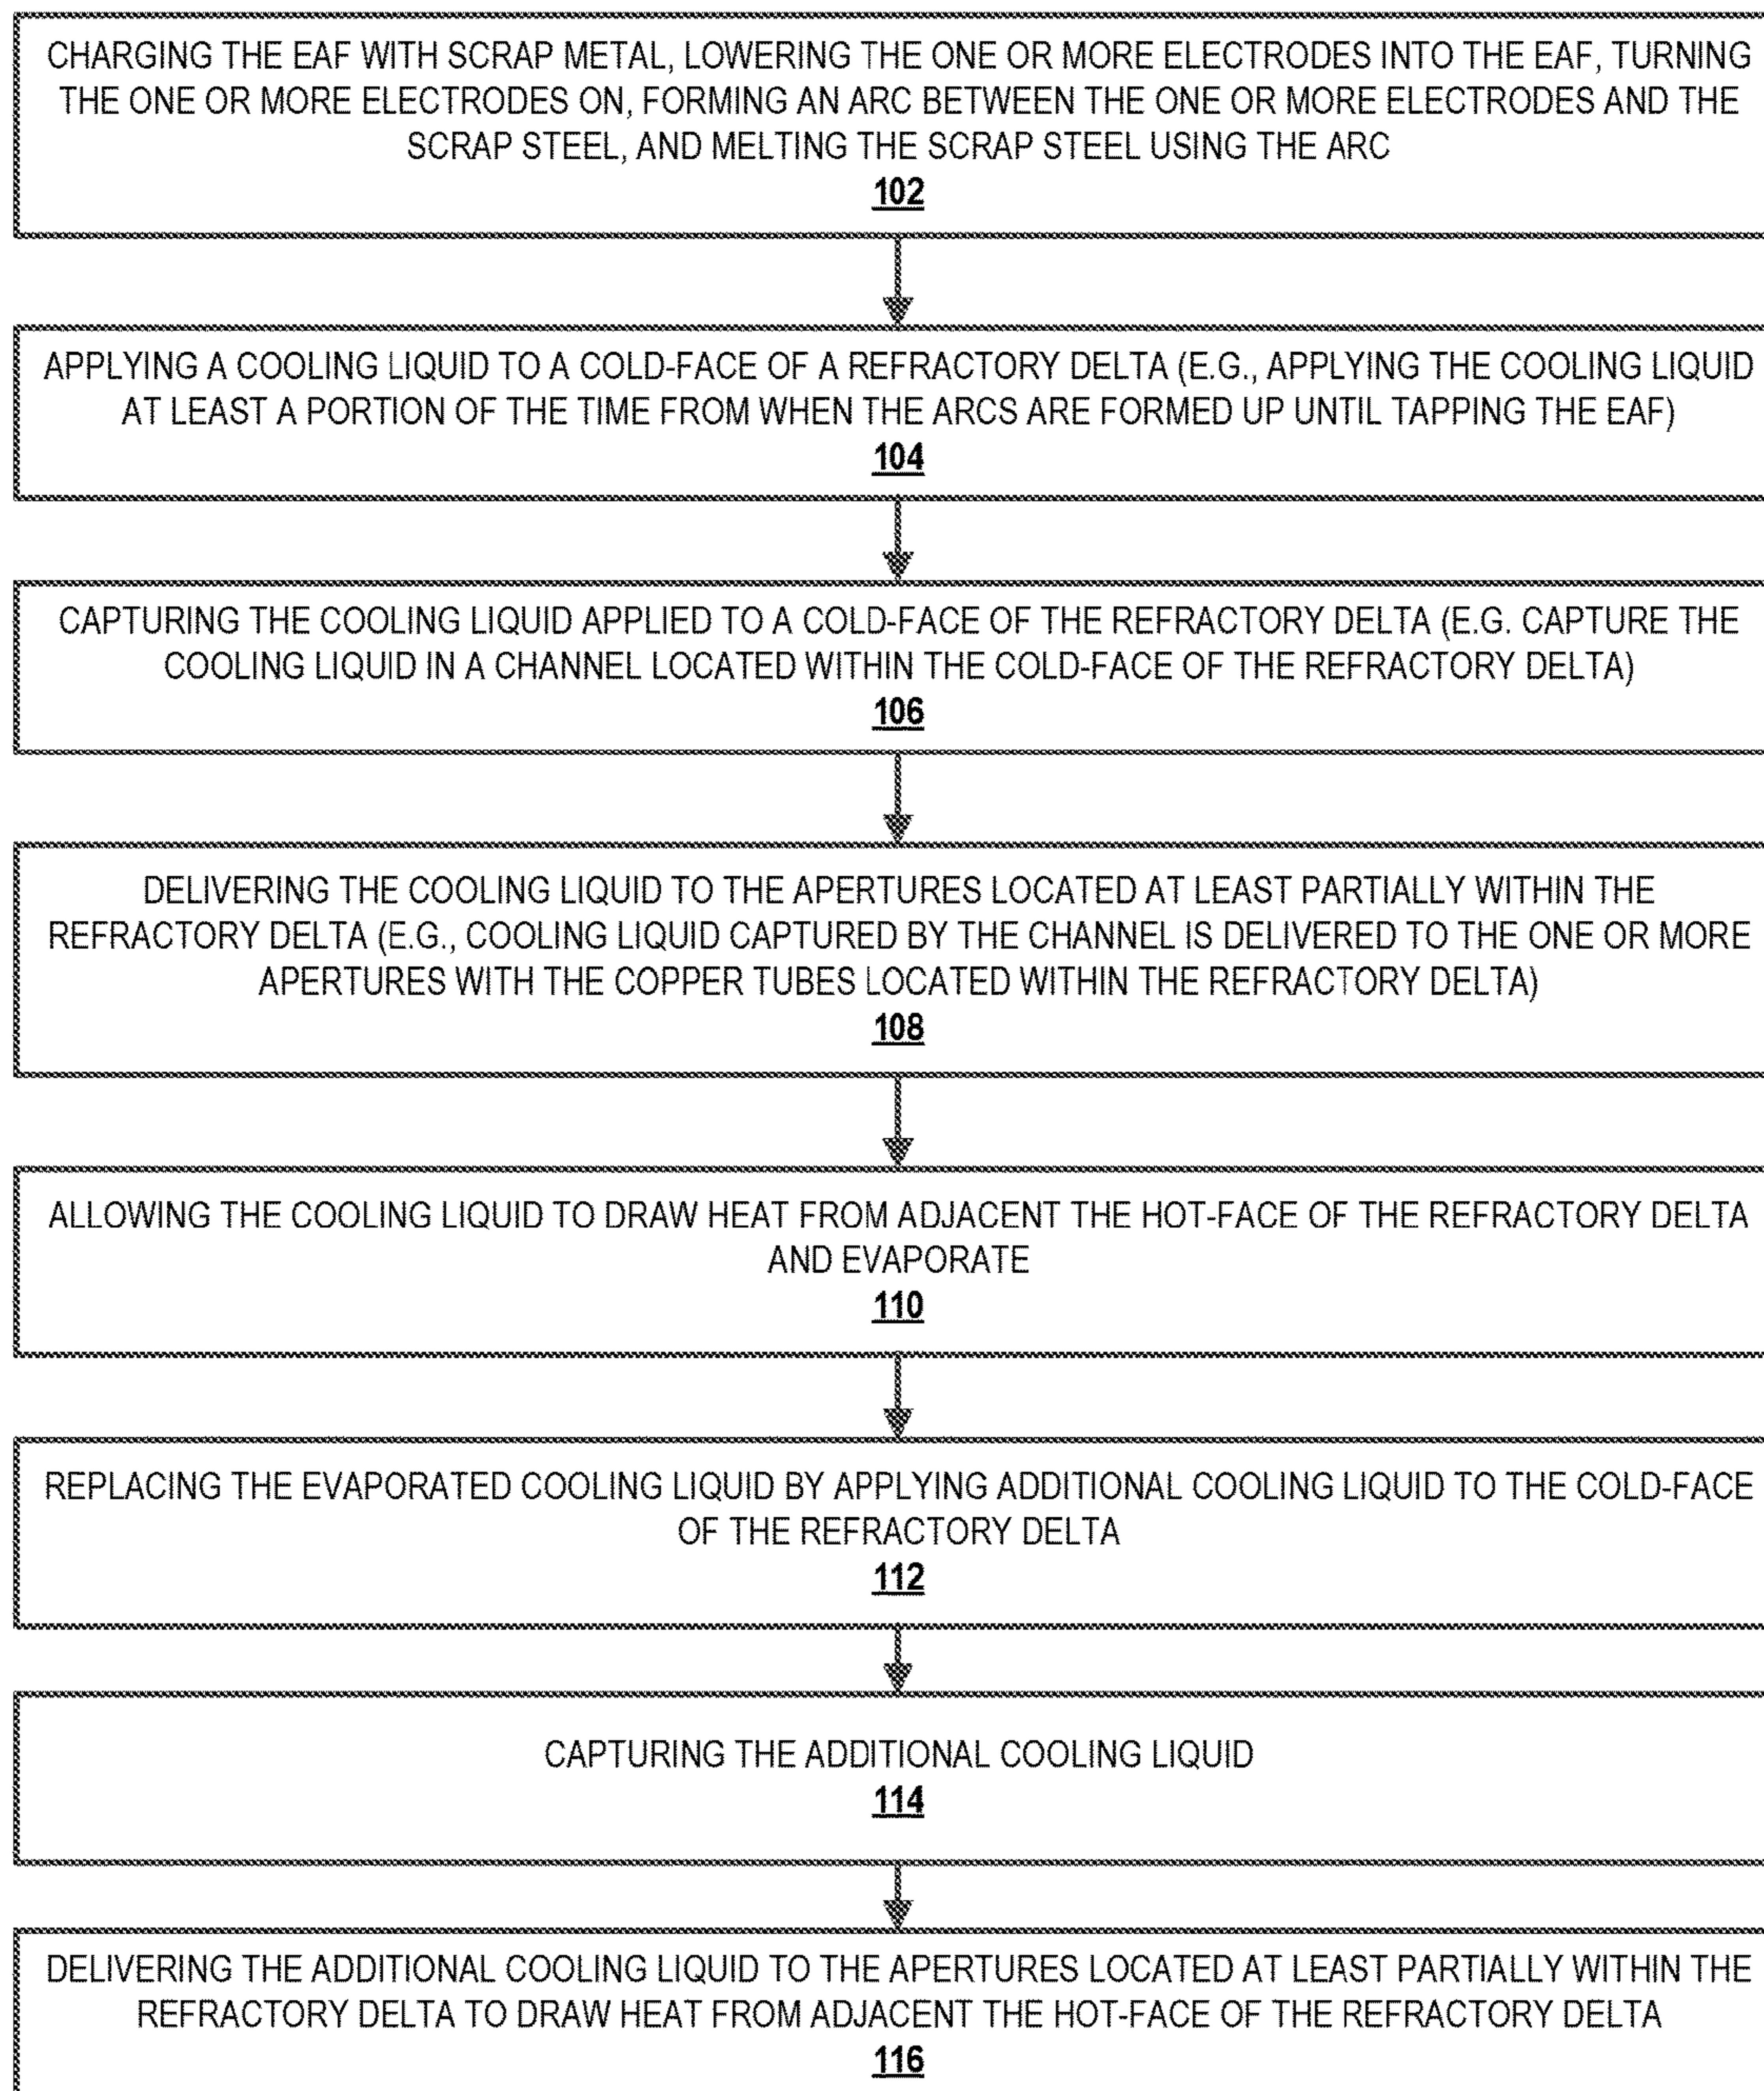 CHARGING THE EAF WITH SCRAP METAL, LOWERING THE ONE OR MORE ELECTRODES INTO THE EAF, TURNING
THE ONE OR MORE ELECTRODES ON, FORMING AN ARC BETWEEN THE ONE OR MORE ELECTRODES AND THE
SCRAP STEEL, AND MELTING THE SCRAP STEEL USING THE ARC
102
APPLYING A COOLING LIQUID TO A COLD-FACE OF A REFRACTORY DELTA (E.G., APPLYING THE COOLING LIQUID
AT LEAST A PORTION OF THE TIME FROM WHEN THE ARCS ARE FORMED UP UNTIL TAPPING THE EAF)
104
CAPTURING THE COOLING LIQUID APPLIED TO A COLD-FACE OF THE REFRACTORY DELTA (E.G. CAPTURE THE
COOLING LIQUID IN A CHANNEL LOCATED WITHIN THE COLD-FACE OF THE REFRACTORY DELTA)
106
DELIVERING THE COOLING LIQUID TO THE APERTURES LOCATED AT LEAST PARTIALLY WITHIN THE
REFRACTORY DELTA (E.G., COOLING LIQUID CAPTURED BY THE CHANNEL IS DELIVERED TO THE ONE OR MORE
APERTURES WITH THE COPPER TUBES LOCATED WITHIN THE REFRACTORY DELTA)
108
ALLOWING THE COOLING LIQUID TO DRAW HEAT FROM ADJACENT THE HOT-FACE OF THE REFRACTORY DELTA
AND EVAPORATE
110
REPLACING THE EVAPORATED COOLING LIQUID BY APPLYING ADDITIONAL COOLING LIQUID TO THE COLD-FACE
OF THE REFRACTORY DELTA
112
CAPTURING THE ADDITIONAL COOLING LIQUID
114
DELIVERING THE ADDITIONAL COOLING LIQUID TO THE APERTURES LOCATED AT LEAST PARTIALLY WITHIN THE
REFRACTORY DELTA TO DRAW HEAT FROM ADJACENT THE HOT-FACE OF THE REFRACTORY DELTA
116